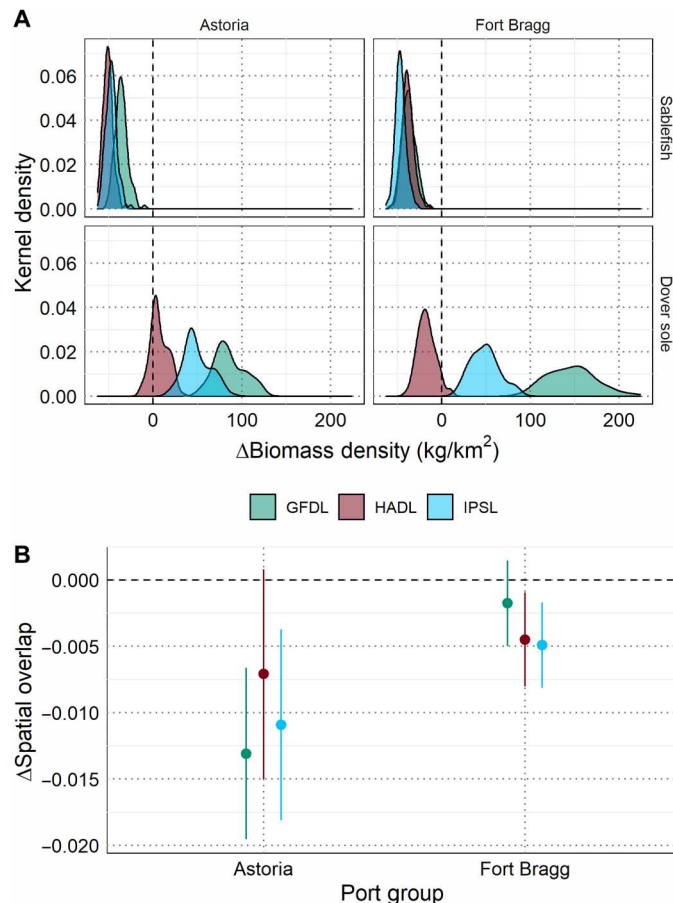 A
Astoria
Fort Bragg
0.06
0.04
0.02
0.00
Sablefish
Kernel density
0.06
0.04
0.02
0.00
Dover sole
0 100 200 0 100 200
ΔBiomass density (kg/km²)
GFDL HADL IPSL
B
0.000
−0.005
−0.010
−0.015
−0.020
ΔSpatial overlap
Astoria Fort Bragg
Port group